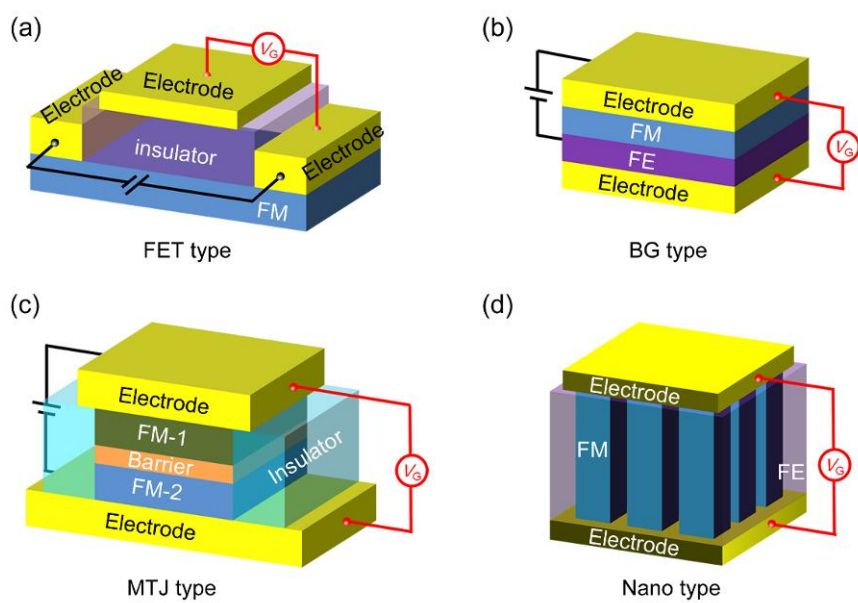 (a)
V_G
Electrode
Electrode
insulator
Electrode
FM
FET type
(b)
Electrode
FM
FE
Electrode
V_G
BG type
(c)
Electrode
FM-1
Barrier
FM-2
Insulator
Electrode
V_G
MTJ type
(d)
Electrode
FM
FE
V_G
Electrode
Nano type